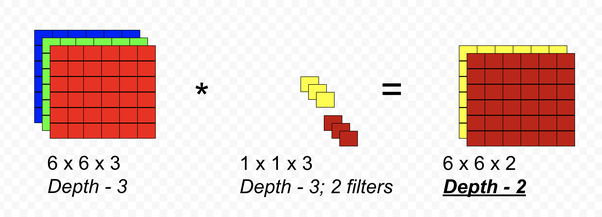 *
=
6 x 6 x 3
Depth - 3
1 x 1 x 3
Depth - 3; 2 filters
6 x 6 x 2
Depth - 2